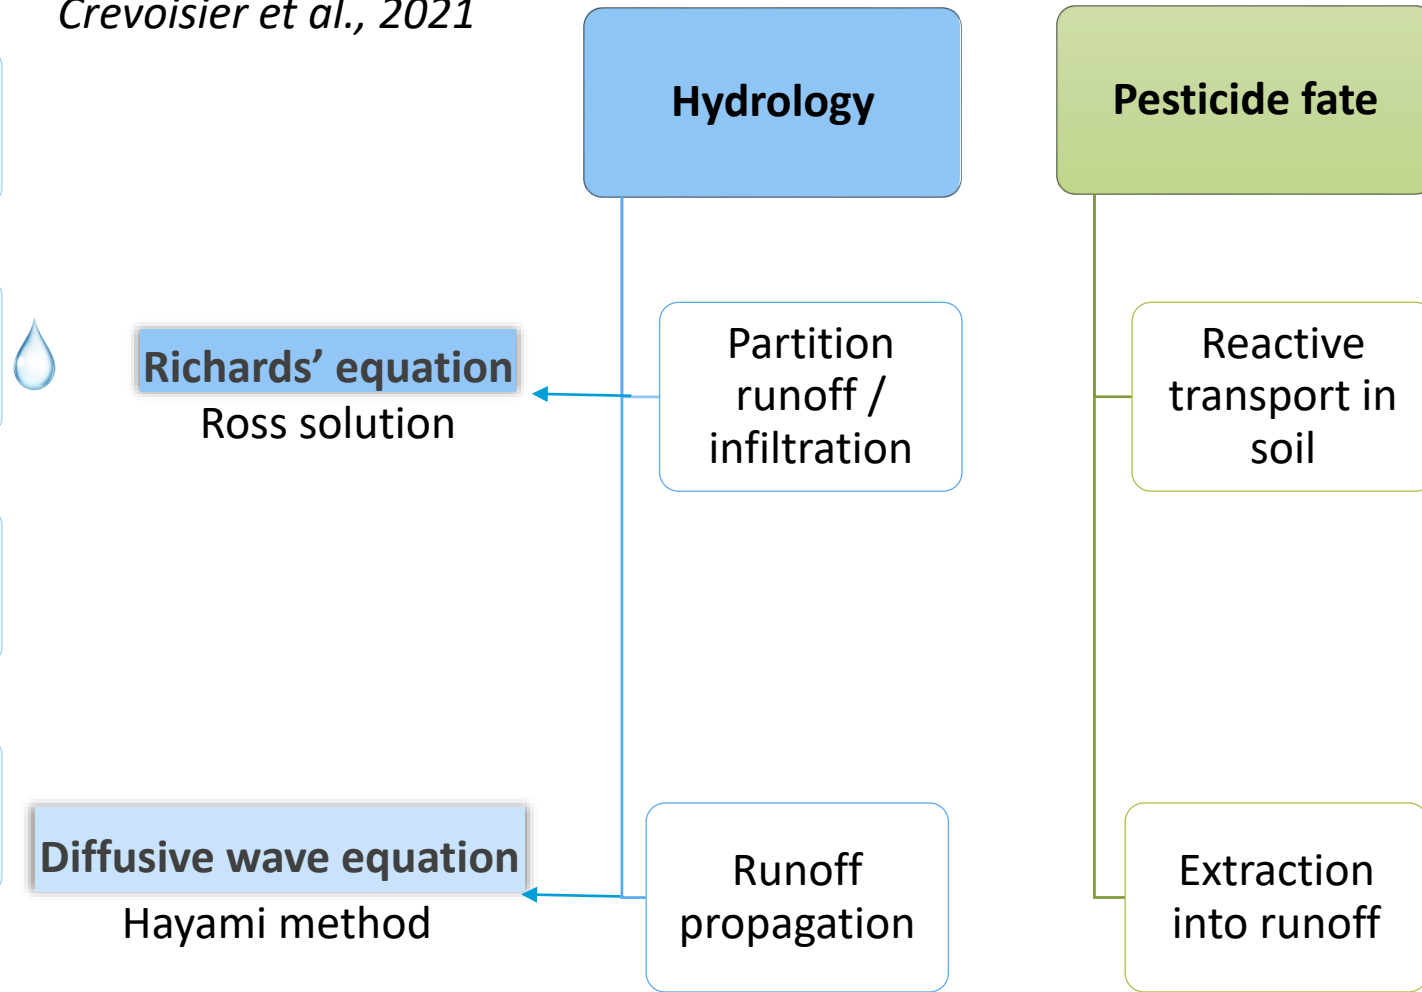 Crevoisier et al., 2021
Hydrology
Pesticide fate
Richards’ equation
Ross solution
Partition
runoff /
infiltration
Reactive
transport in
soil
Diffusive wave equation
Hayami method
Runoff
propagation
Extraction
into runoff